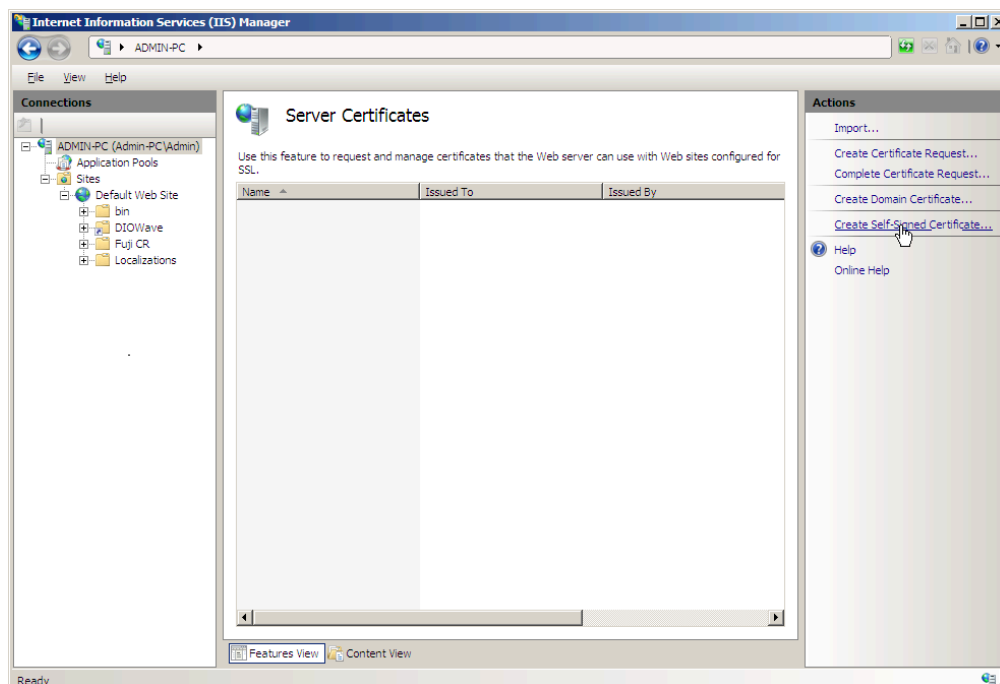 Internet Information Services (IIS) Manager
ADMIN-PC
File View Help
Connections
ADMIN-PC (Admin-PC\Admin)
Application Pools
Sites
Default Web Site
bin
DIOWave
Fuji CR
Localizations
Server Certificates
Use this feature to request and manage certificates that the Web server can use with Web sites configured for
SSL.
Name Issued To Issued By
Features View Content View
Actions
Import...
Create Certificate Request...
Complete Certificate Request...
Create Domain Certificate...
Create Self-Signed Certificate...
Help
Online Help
Ready